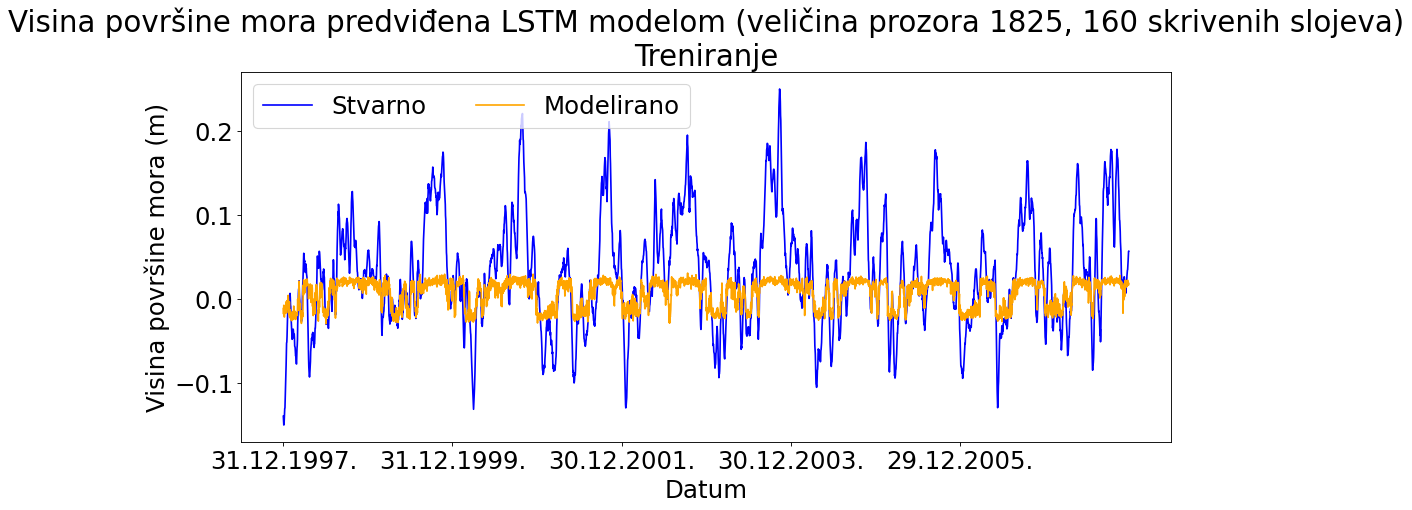 Visina površine mora predviđena LSTM modelom (veličina prozora 1825, 160 skrivenih slojeva)
Treniranje
Stvarno Modelirano
Visina površine mora (m)
0.2
0.1
0.0
−0.1
31.12.1997. 31.12.1999. 30.12.2001. 30.12.2003. 29.12.2005.
Datum